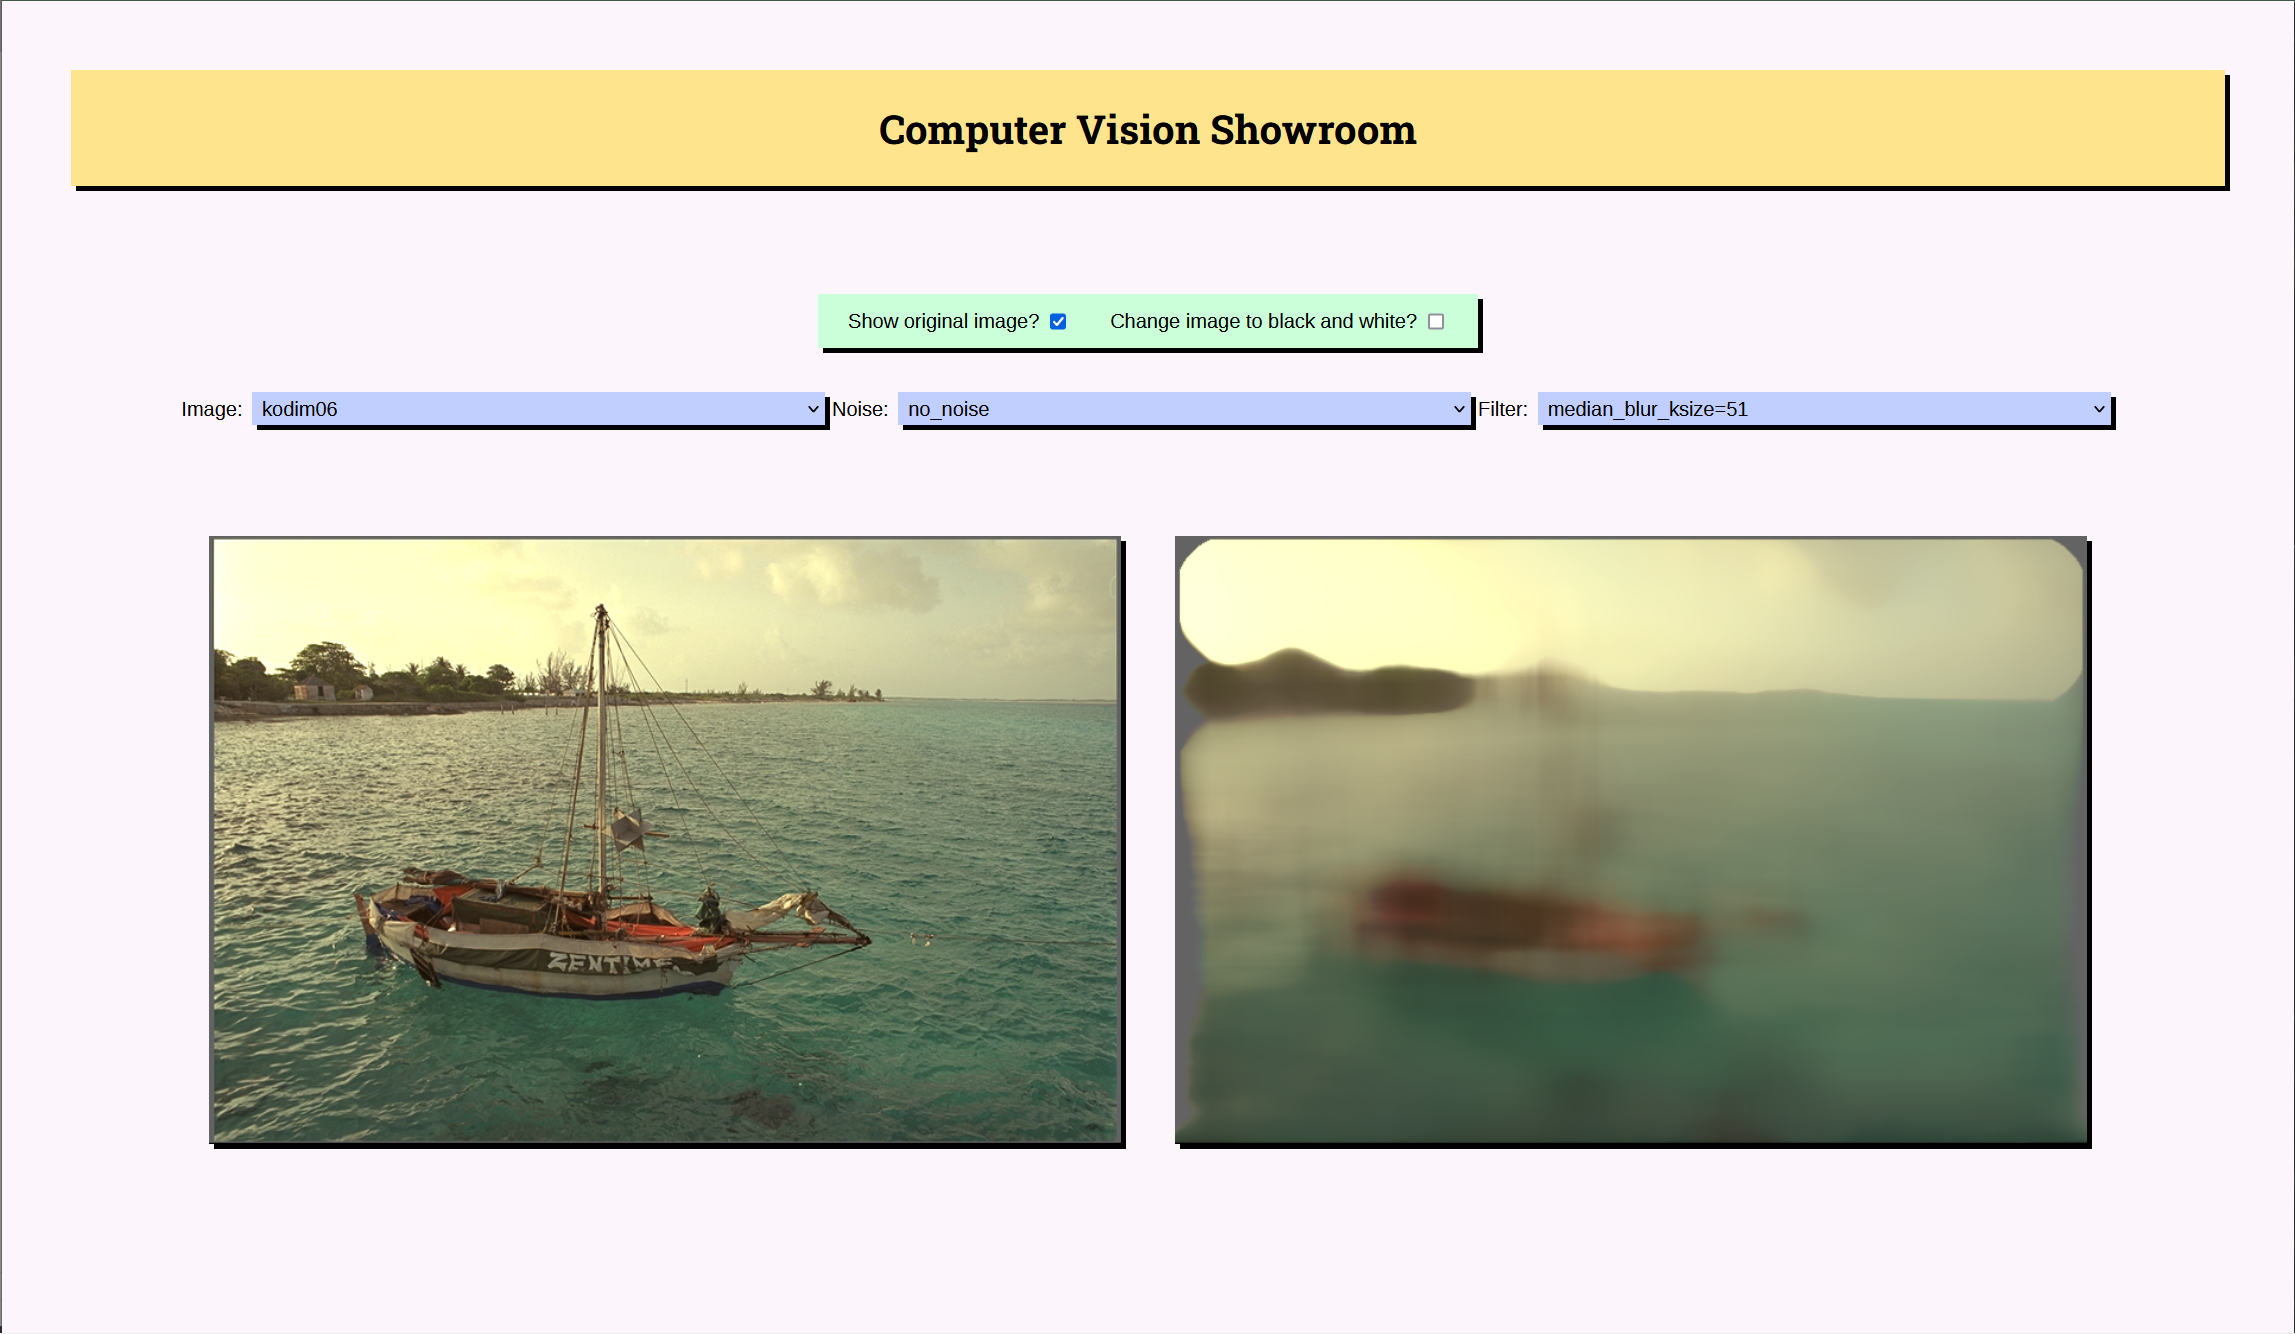 Computer Vision Showroom
Show original image? Change image to black and white?
Image: kodim06 Noise: no_noise Filter: median_blur_ksize=51